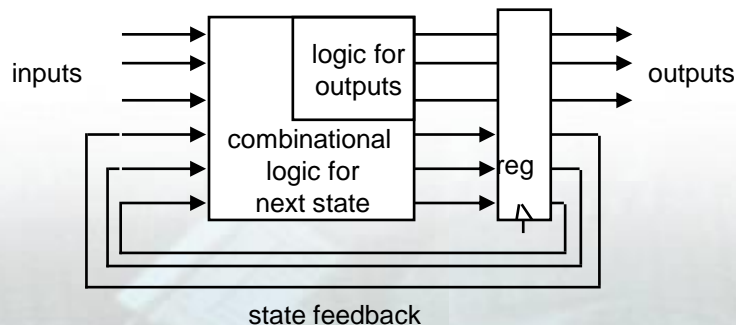 inputs
logic for
outputs
combinational
logic for
next state
reg
outputs
state feedback